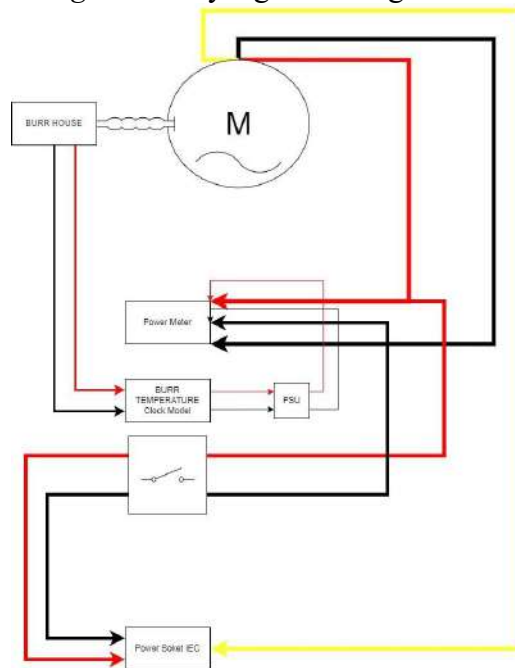 M
BURR HOUSE
Power Meter
BURR
TEMPERATURE
Clock Model
PSU
Power Soket IEC